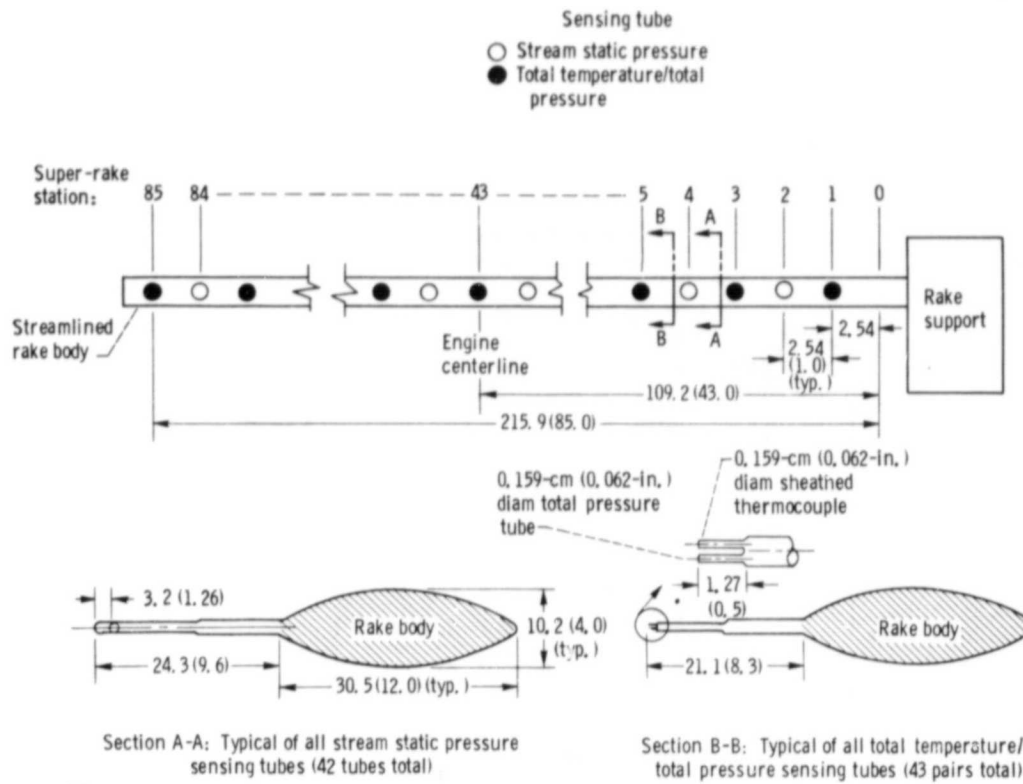 Sensing tube
Stream static pressure
Total temperature/total
pressure
Super-rake
station:
85 84 43 5 4 3 2 1 0
B A
Streamlined
rake body
Engine
centerline
B A
Rake
support
2.54
2.54
(1.0)
(typ.)
109.2(43.0)
215.9(85.0)
0.159-cm (0.062-in.)
diam total pressure
tube
0.159-cm (0.062-in.)
diam sheathed
thermocouple
1.27
(0.5)
3.2 (1.26)
Rake body
10.2 (4.0)
(typ.)
24.3(9.6)
30.5(12.0)(typ.)
Rake body
21.1(8.3)
Section A-A: Typical of all stream static pressure
sensing tubes (42 tubes total)
Section B-B: Typical of all total temperature/
total pressure sensing tubes (43 pairs total)